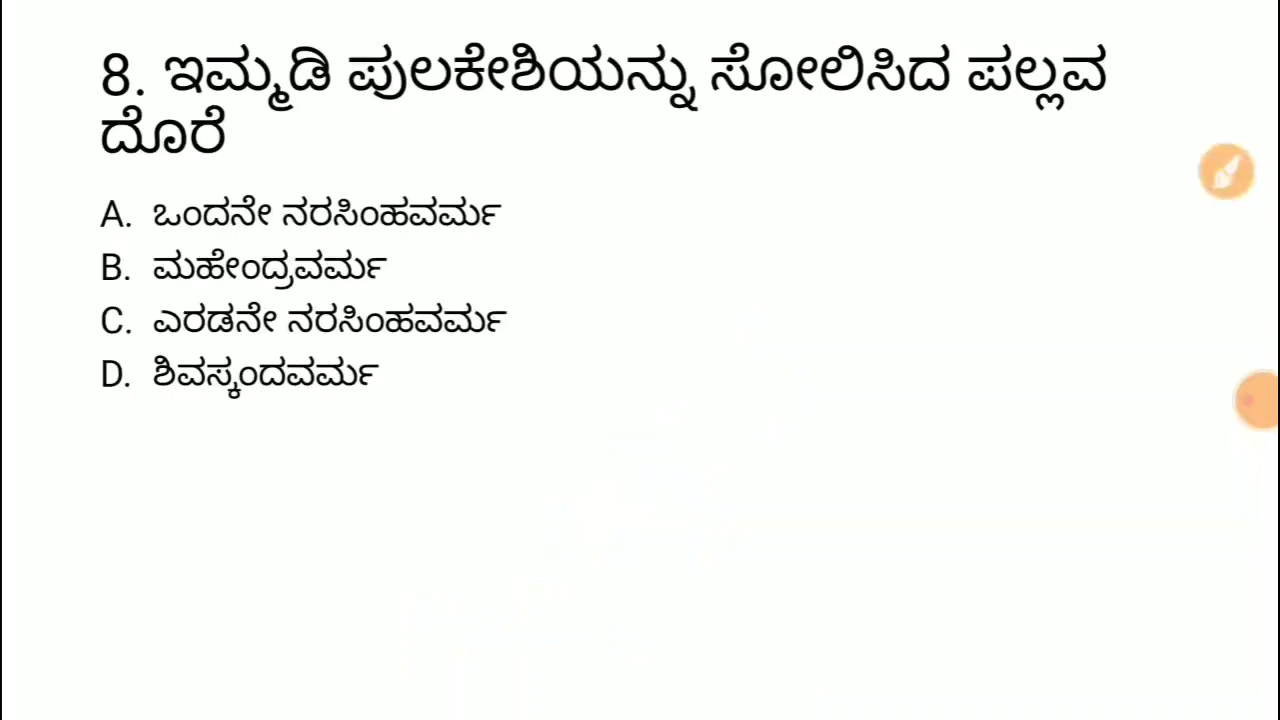 8. ಇಮ್ಮಡಿ ಪುಲಕೇಶಿಯನ್ನು ಸೋಲಿಸಿದ ಪಲ್ಲವ
ದೊರೆ
A. ಒಂದನೇ ನರಸಿಂಹವರ್ಮ
B. ಮಹೇಂದ್ರವರ್ಮ
C. ಎರಡನೇ ನರಸಿಂಹವರ್ಮ
D. ಶಿವಸ್ಕಂದವರ್ಮ